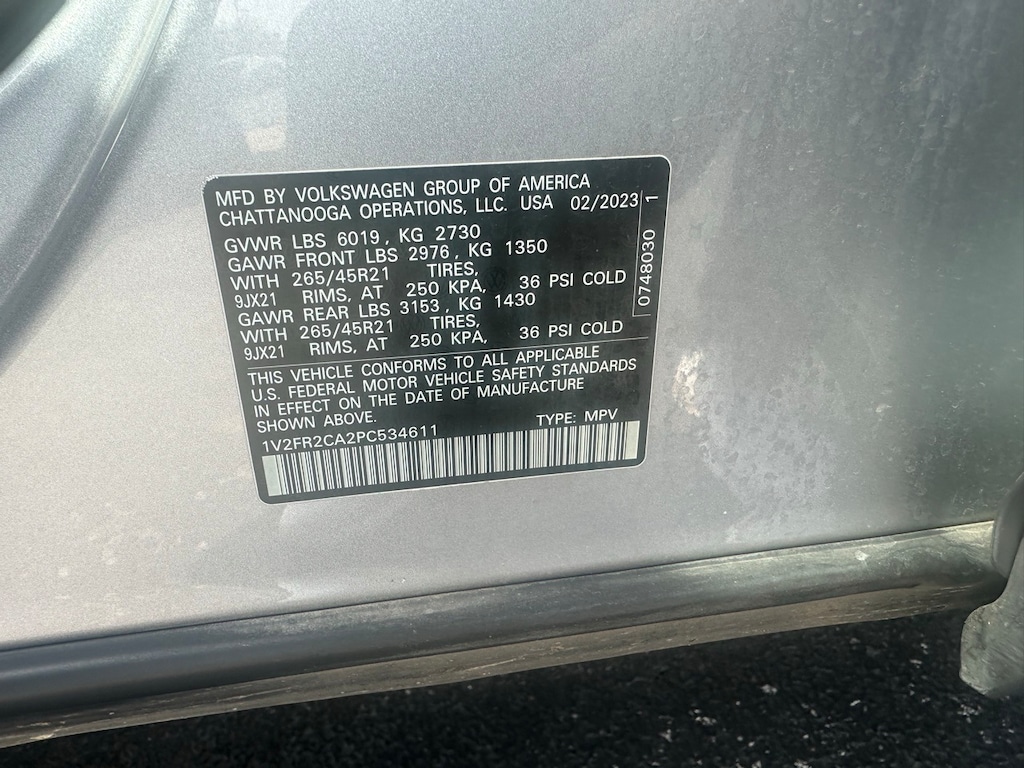 MFD BY VOLKSWAGEN GROUP OF AMERICA
CHATTANOOGA OPERATIONS, LLC. USA 02/2023
GVWR LBS 6019, KG 2730
GAWR FRONT LBS 2976, KG 1350
WITH 265/45R21 TIRES,
9JX21 RIMS, AT 250 KPA, 36 PSI COLD
GAWR REAR LBS 3153, KG 1430
WITH 265/45R21 TIRES,
9JX21 RIMS, AT 250 KPA, 36 PSI COLD
0748030 1
THIS VEHICLE CONFORMS TO ALL APPLICABLE
U.S. FEDERAL MOTOR VEHICLE SAFETY STANDARDS
IN EFFECT ON THE DATE OF MANUFACTURE
SHOWN ABOVE.
TYPE: MPV
1V2FR2CA2PC534611